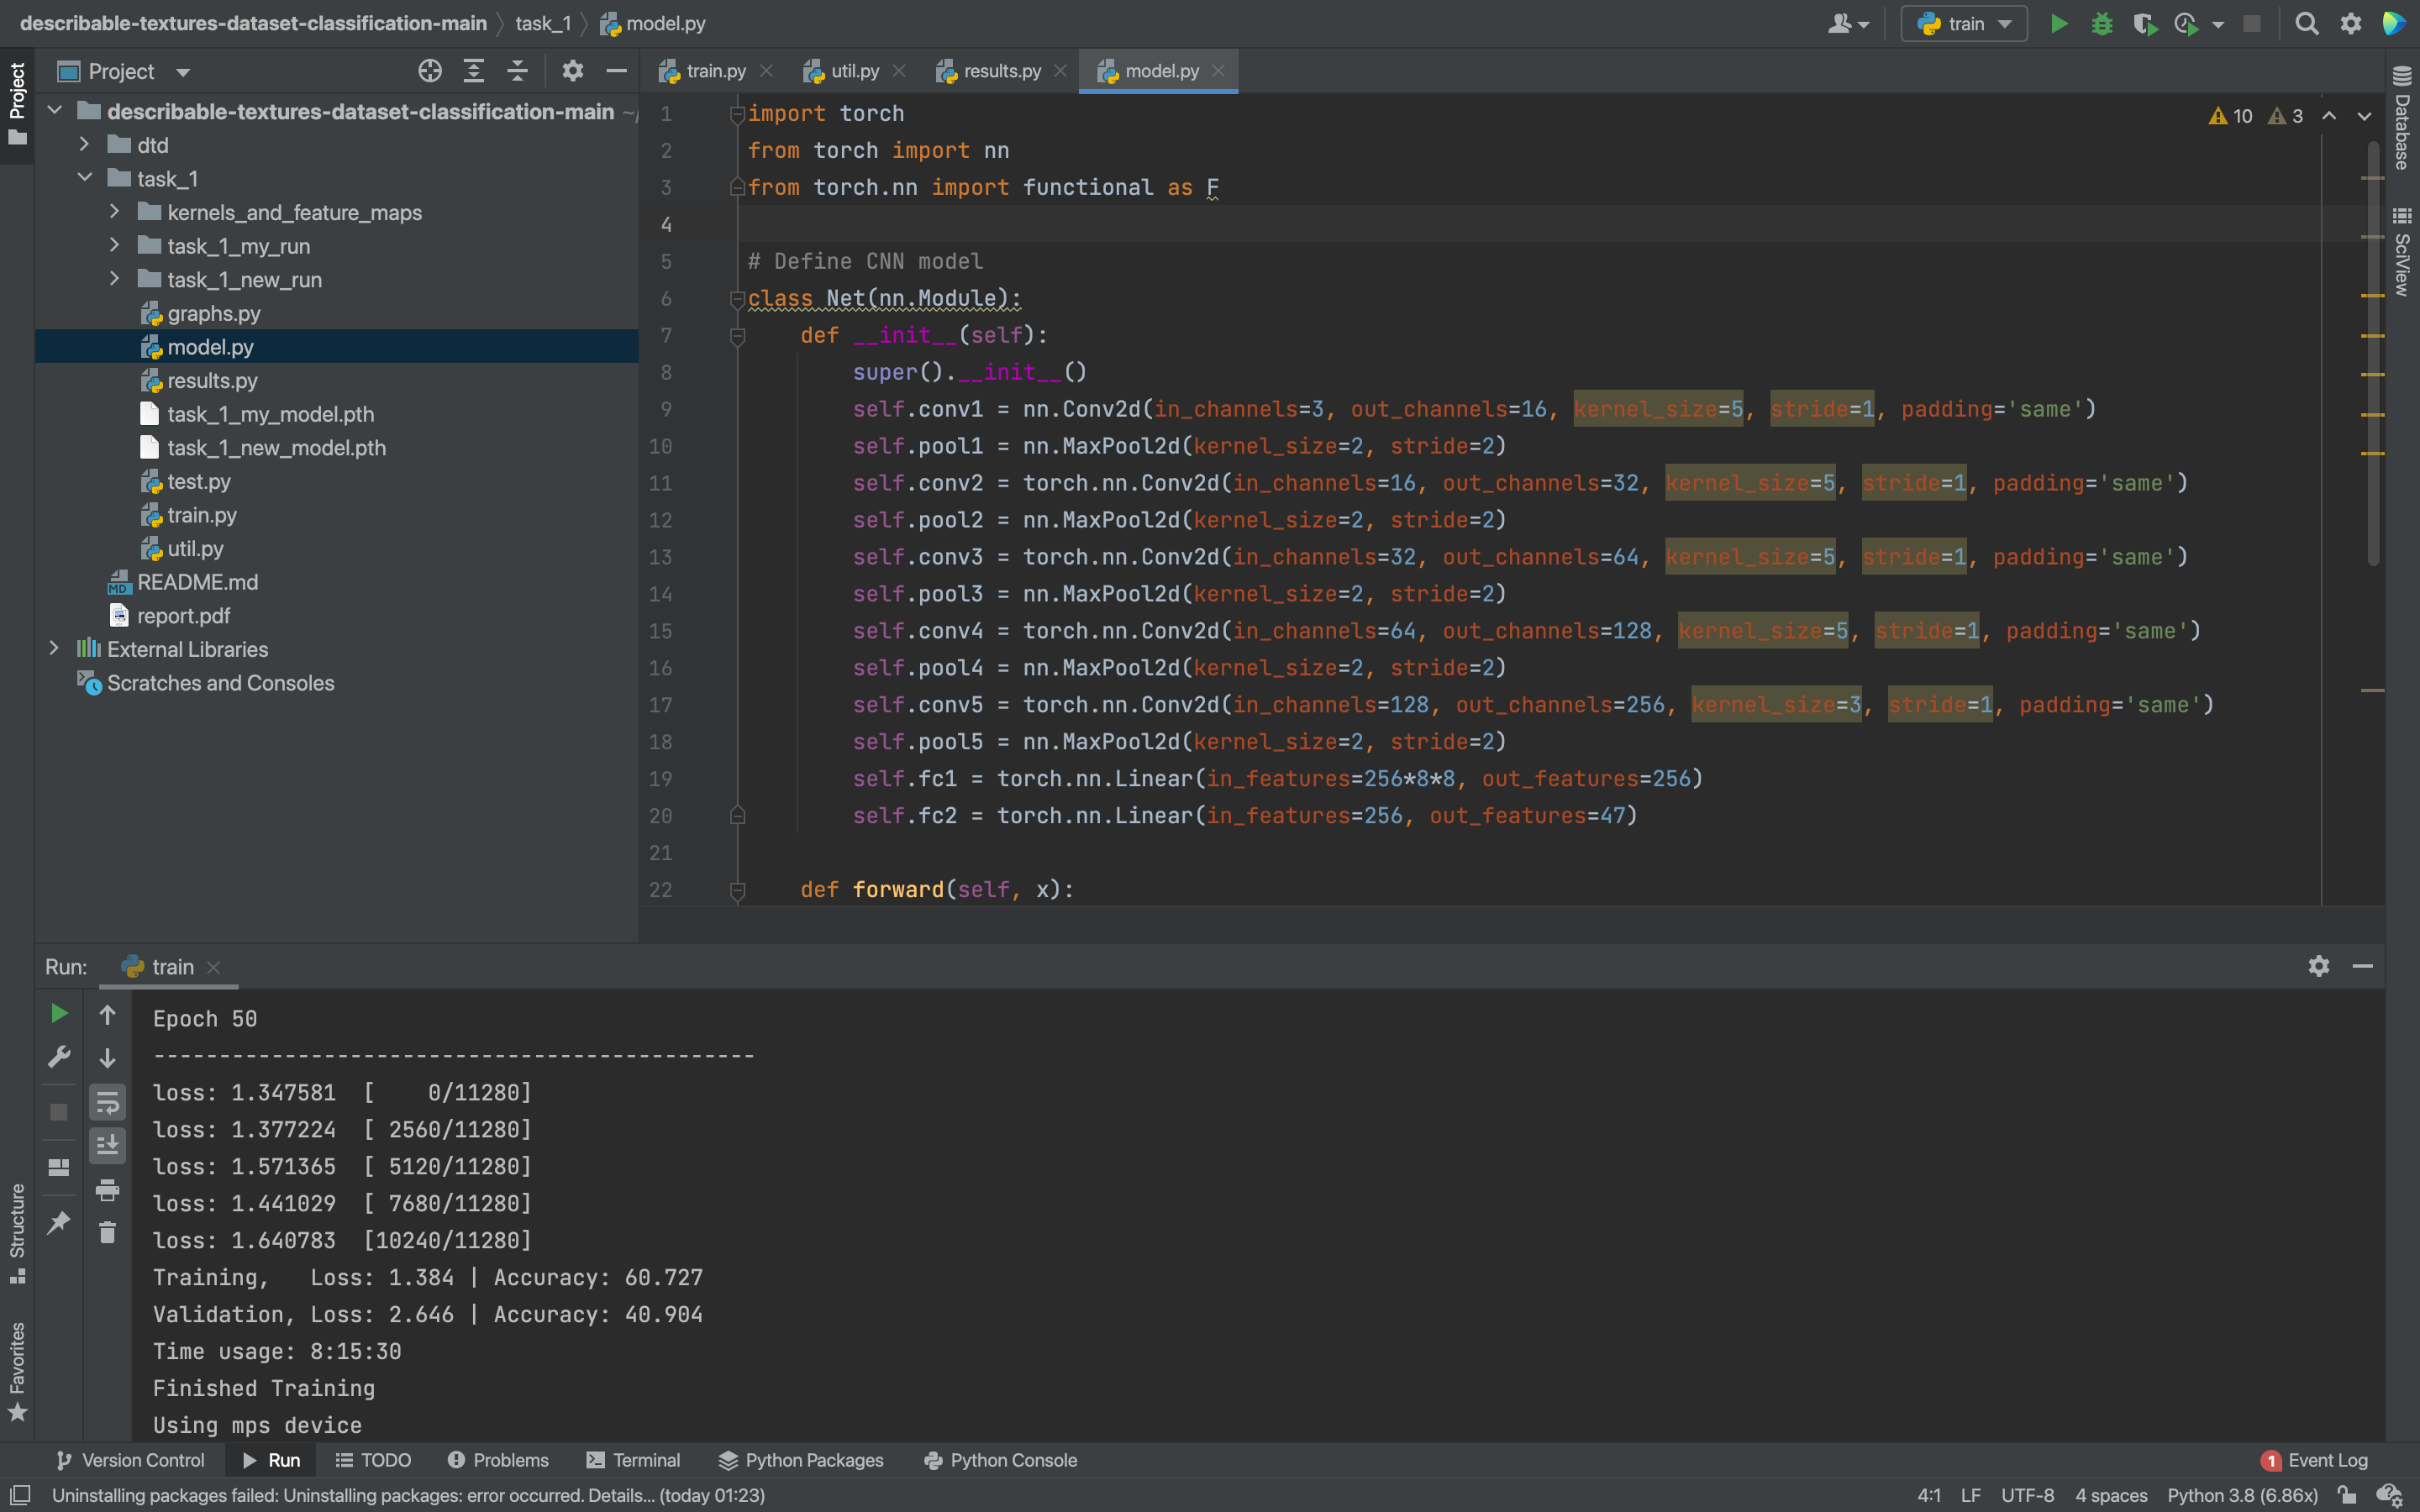 describable-textures-dataset-classification-main
task_1
model.py
train
Project
train.py
util.py
results.py
model.py
Project
describable-textures-dataset-classification-main ~/
dtd
task_1
kernels_and_feature_maps
task_1_my_run
task_1_new_run
graphs.py
model.py
results.py
task_1_my_model.pth
task_1_new_model.pth
test.py
train.py
util.py
README.md
report.pdf
External Libraries
Scratches and Consoles
1 import torch
2 from torch import nn
3 from torch.nn import functional as F
4
5 # Define CNN model
6 class Net(nn.Module):
7 def __init__(self):
8 super().__init__()
9 self.conv1 = nn.Conv2d(in_channels=3, out_channels=16, kernel_size=5, stride=1, padding='same')
10 self.pool1 = nn.MaxPool2d(kernel_size=2, stride=2)
11 self.conv2 = torch.nn.Conv2d(in_channels=16, out_channels=32, kernel_size=5, stride=1, padding='same')
12 self.pool2 = nn.MaxPool2d(kernel_size=2, stride=2)
13 self.conv3 = torch.nn.Conv2d(in_channels=32, out_channels=64, kernel_size=5, stride=1, padding='same')
14 self.pool3 = nn.MaxPool2d(kernel_size=2, stride=2)
15 self.conv4 = torch.nn.Conv2d(in_channels=64, out_channels=128, kernel_size=5, stride=1, padding='same')
16 self.pool4 = nn.MaxPool2d(kernel_size=2, stride=2)
17 self.conv5 = torch.nn.Conv2d(in_channels=128, out_channels=256, kernel_size=3, stride=1, padding='same')
18 self.pool5 = nn.MaxPool2d(kernel_size=2, stride=2)
19 self.fc1 = torch.nn.Linear(in_features=256*8*8, out_features=256)
20 self.fc2 = torch.nn.Linear(in_features=256, out_features=47)
21
22 def forward(self, x):
10 3
Database
SciView
Run: train
Epoch 50
----------------------------------------------
loss: 1.347581 [ 0/11280]
loss: 1.377224 [ 2560/11280]
loss: 1.571365 [ 5120/11280]
loss: 1.441029 [ 7680/11280]
loss: 1.640783 [10240/11280]
Training, Loss: 1.384 | Accuracy: 60.727
Validation, Loss: 2.646 | Accuracy: 40.904
Time usage: 8:15:30
Finished Training
Using mps device
Structure
Favorites
Version Control Run TODO Problems Terminal Python Packages Python Console 1 Event Log
Uninstalling packages failed: Uninstalling packages: error occurred. Details... (today 01:23) 4:1 LF UTF-8 4 spaces Python 3.8 (6.86x)